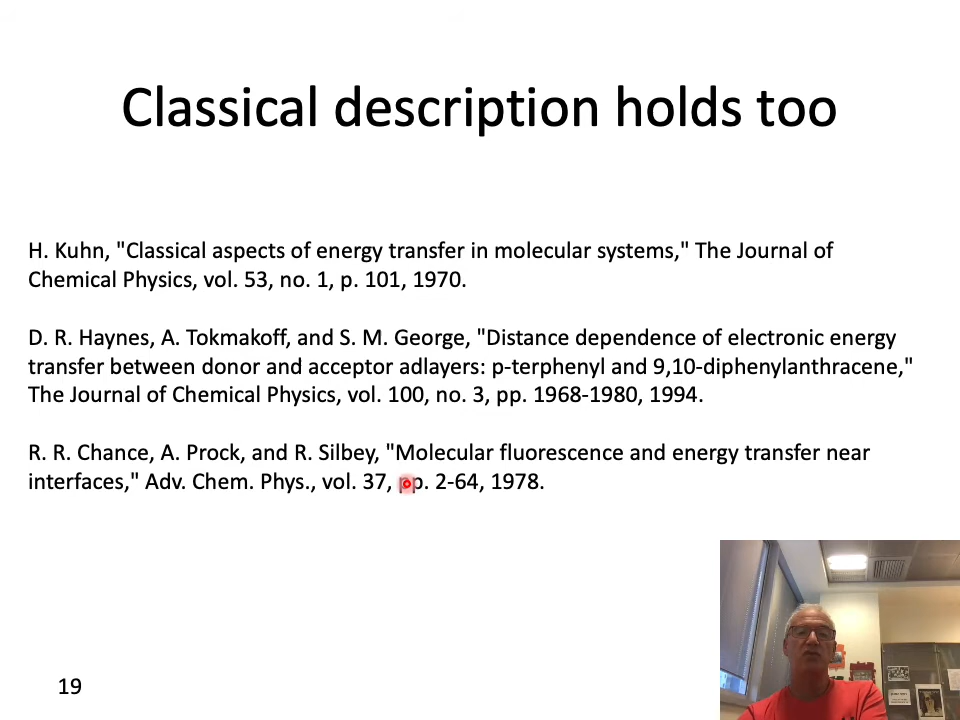 Classical description holds too
H. Kuhn, "Classical aspects of energy transfer in molecular systems," The Journal of
Chemical Physics, vol. 53, no. 1, p. 101, 1970.
D. R. Haynes, A. Tokmakoff, and S. M. George, "Distance dependence of electronic energy
transfer between donor and acceptor adlayers: p-terphenyl and 9,10-diphenylanthracene,"
The Journal of Chemical Physics, vol. 100, no. 3, pp. 1968-1980, 1994.
R. R. Chance, A. Prock, and R. Silbey, "Molecular fluorescence and energy transfer near
interfaces," Adv. Chem. Phys., vol. 37, pp. 2-64, 1978.
19